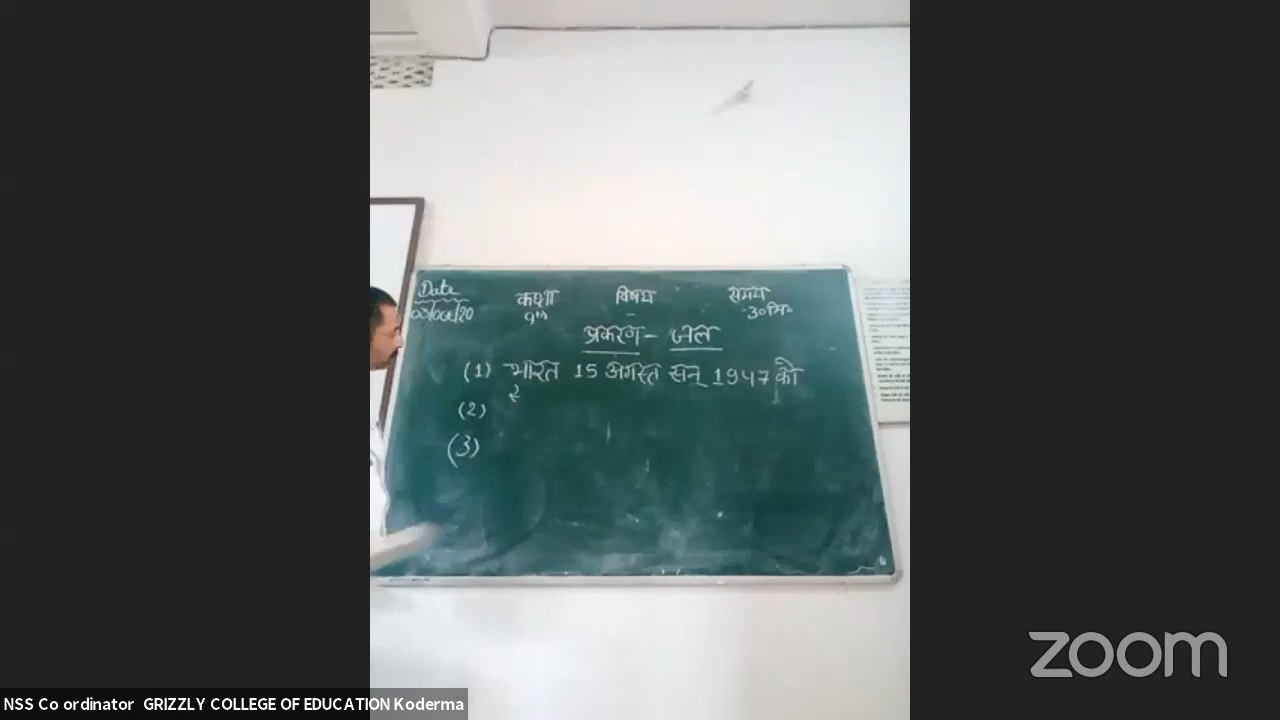 Date कक्षा विषय समय
9th 30 मि०
प्रकरण - जल
(1) भारत 15 अगस्त सन् 1947 को
(2)
(3)
zoom
NSS Co ordinator GRIZZLY COLLEGE OF EDUCATION Koderma